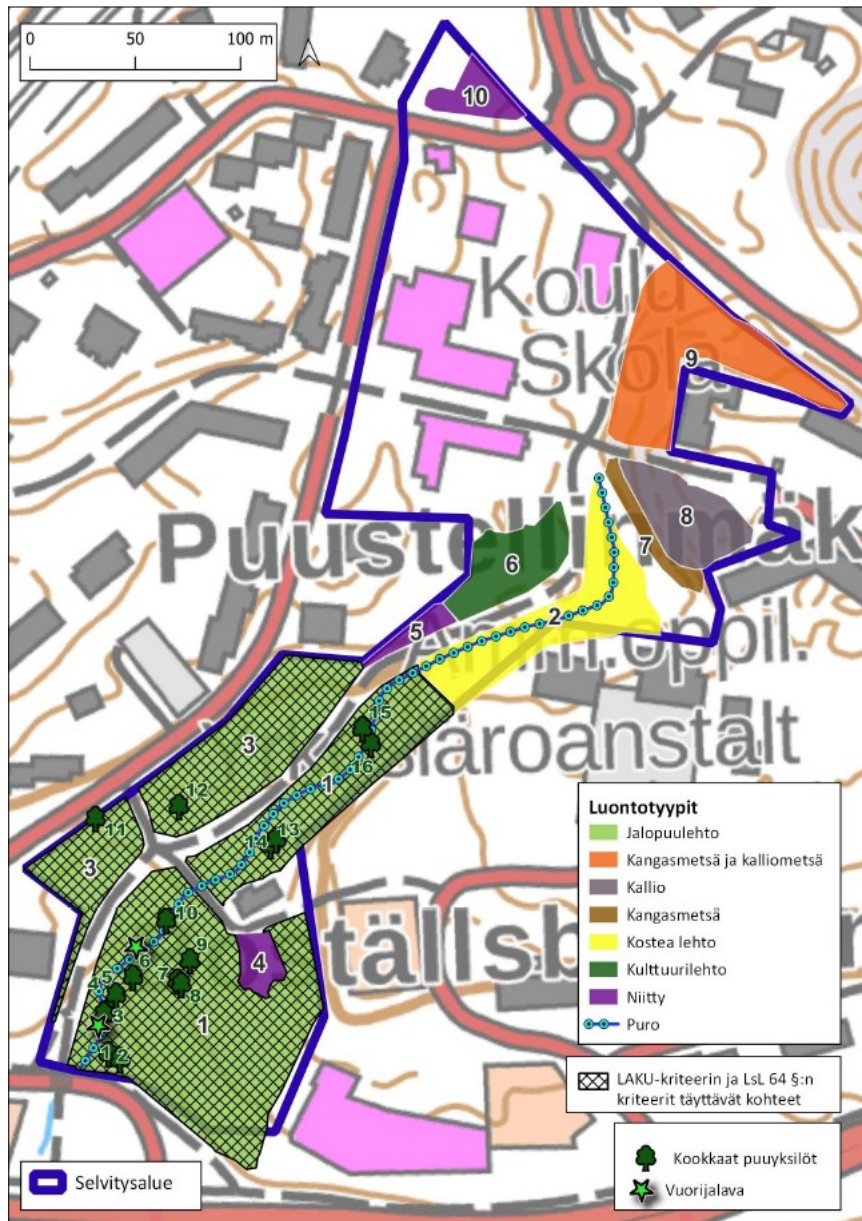 0 50 100 m
10
Koulu
Skola
9
Puustellinmäk
8
7
6
5
2
Amm.oppil.
släroanstalt
15
16
3
1
12
11
13
14
3
10
9
6
5
4
7
8
3
4
1
1
2
tällsb
Luontotyypit
Jalopuulehto
Kangasmetsä ja kalliometsä
Kallio
Kangasmetsä
Kostea lehto
Kulttuurilehto
Niitty
Puro
LAKU-kriteerin ja LsL 64 §:n
kriteerit täyttävät kohteet
Kookkaat puuyksilöt
Vuorijalava
Selvitysalue